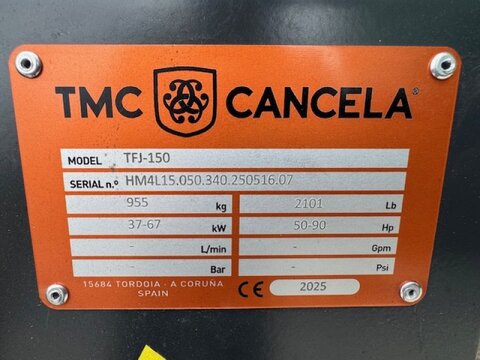 TMC CANCELA®
MODEL TFJ-150
SERIAL n.º HM4L15.050.340.250516.07
955 kg 2101 Lb
37-67 kW 50-90 Hp
- L/min - Gpm
- Bar - Psi
15684 TORDOIA - A CORUÑA
SPAIN CE 2025